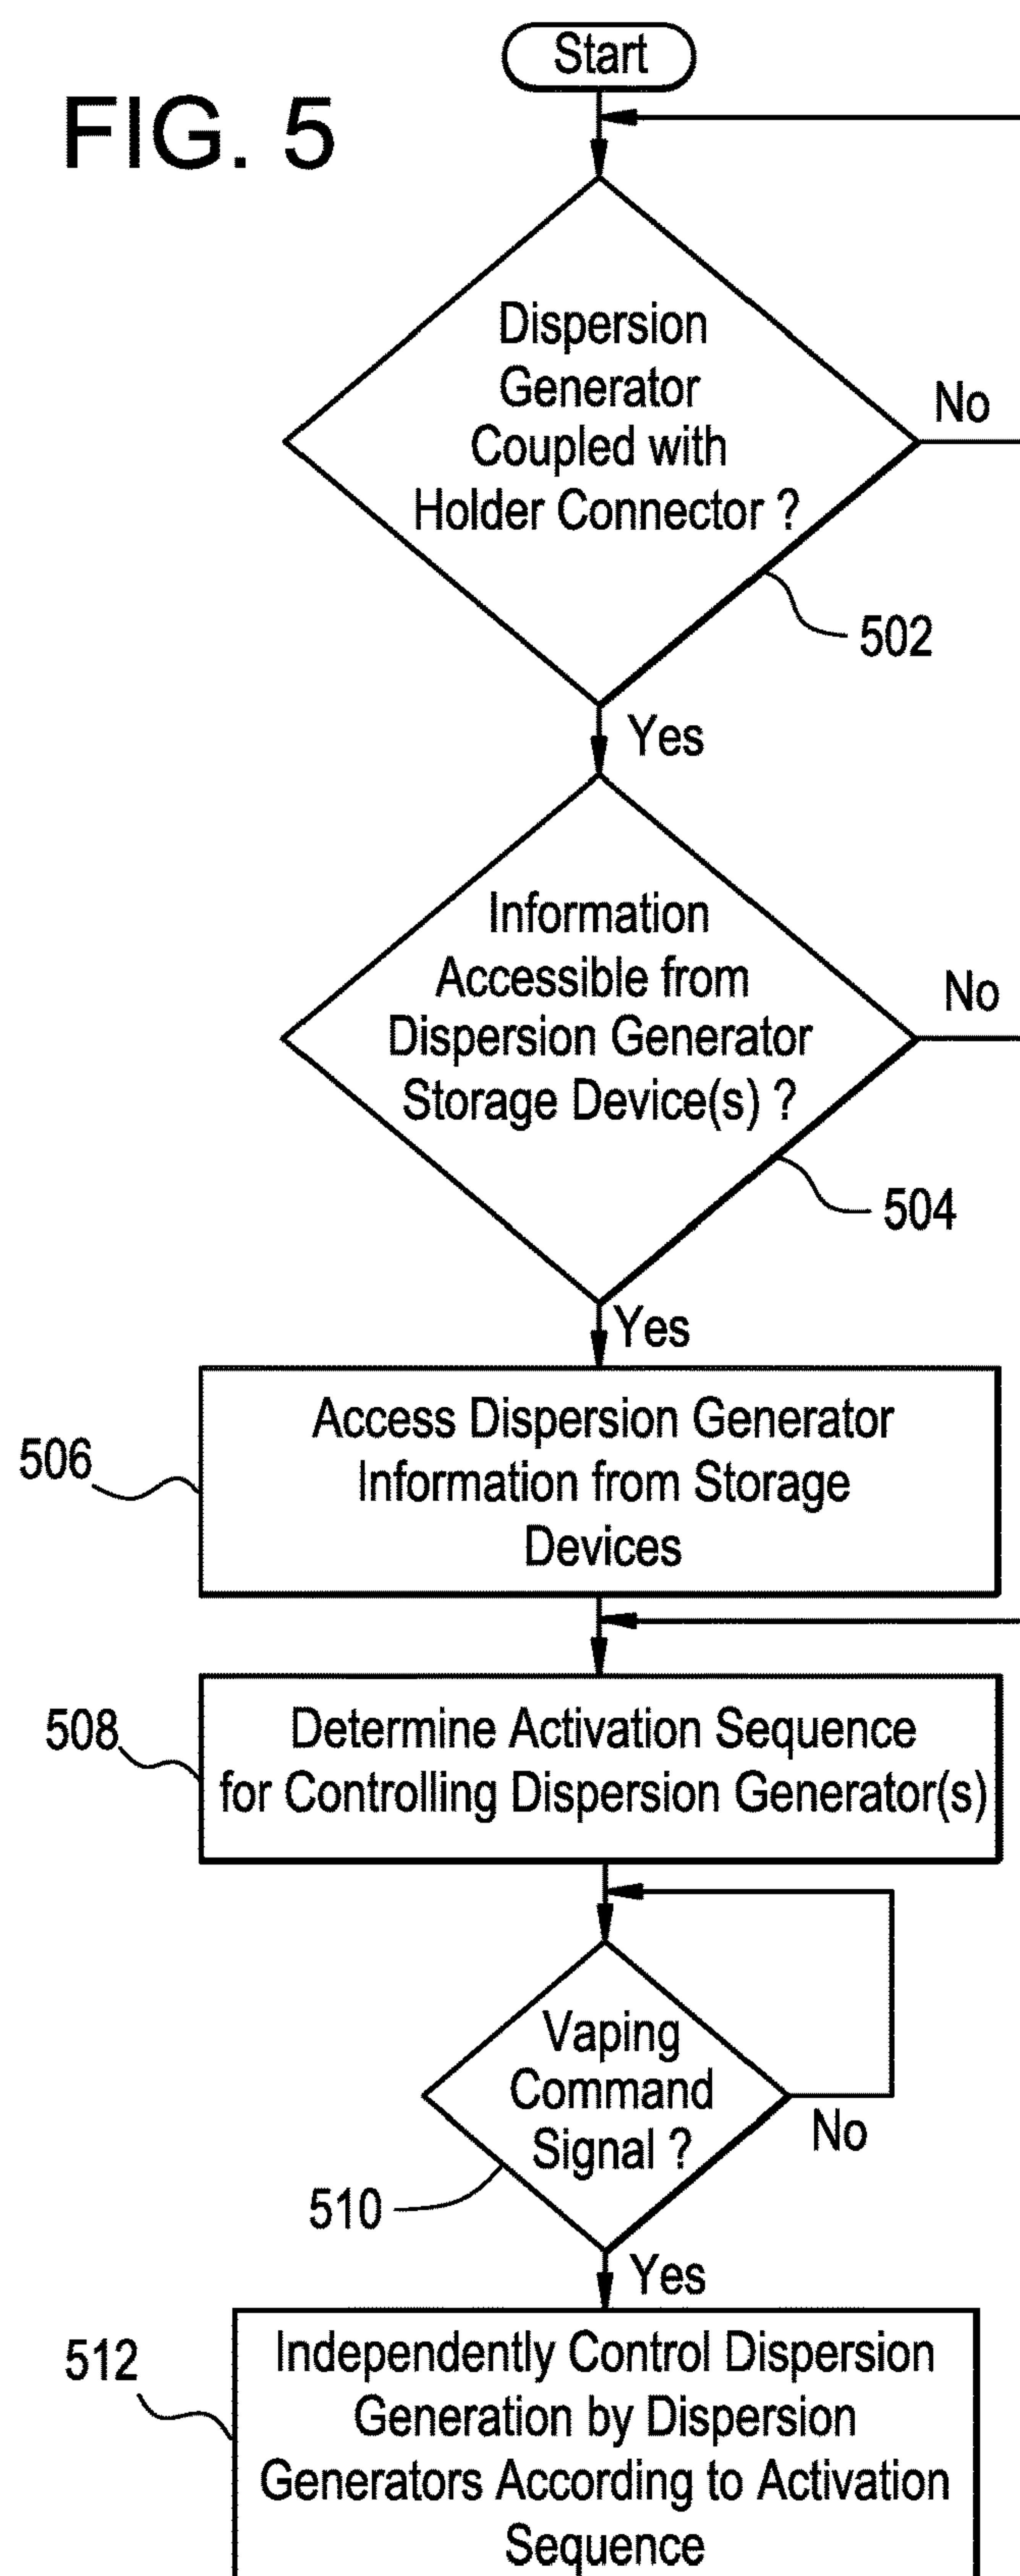 Start
FIG. 5
Dispersion
Generator
Coupled with
Holder Connector ?
No
502
Yes
Information
Accessible from
Dispersion Generator
Storage Device(s) ?
No
504
Yes
506
Access Dispersion Generator
Information from Storage
Devices
508
Determine Activation Sequence
for Controlling Dispersion Generator(s)
Vaping
Command
Signal ?
No
510
Yes
512
Independently Control Dispersion
Generation by Dispersion
Generators According to Activation
Sequence